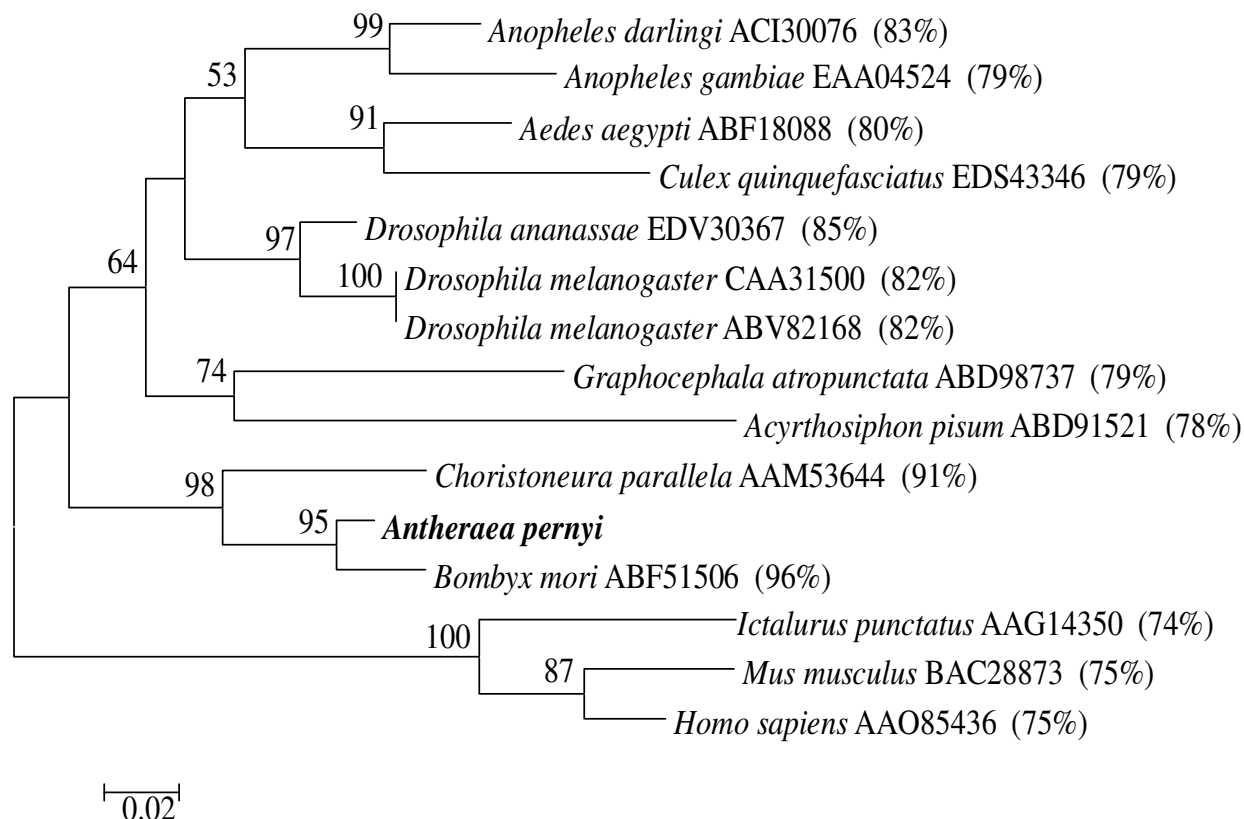 99
Anopheles darlingi ACI30076 (83%)
53
Anopheles gambiae EAA04524 (79%)
91
Aedes aegypti ABF18088 (80%)
Culex quinquefasciatus EDS43346 (79%)
97
Drosophila ananassae EDV30367 (85%)
64
100
Drosophila melanogaster CAA31500 (82%)
Drosophila melanogaster ABV82168 (82%)
74
Graphocephala atropunctata ABD98737 (79%)
Acyrthosiphon pisum ABD91521 (78%)
98
Choristoneura parallela AAM53644 (91%)
95
Antheraea pernyi
Bombyx mori ABF51506 (96%)
100
Ictalurus punctatus AAG14350 (74%)
87
Mus musculus BAC28873 (75%)
Homo sapiens AAO85436 (75%)
0.02